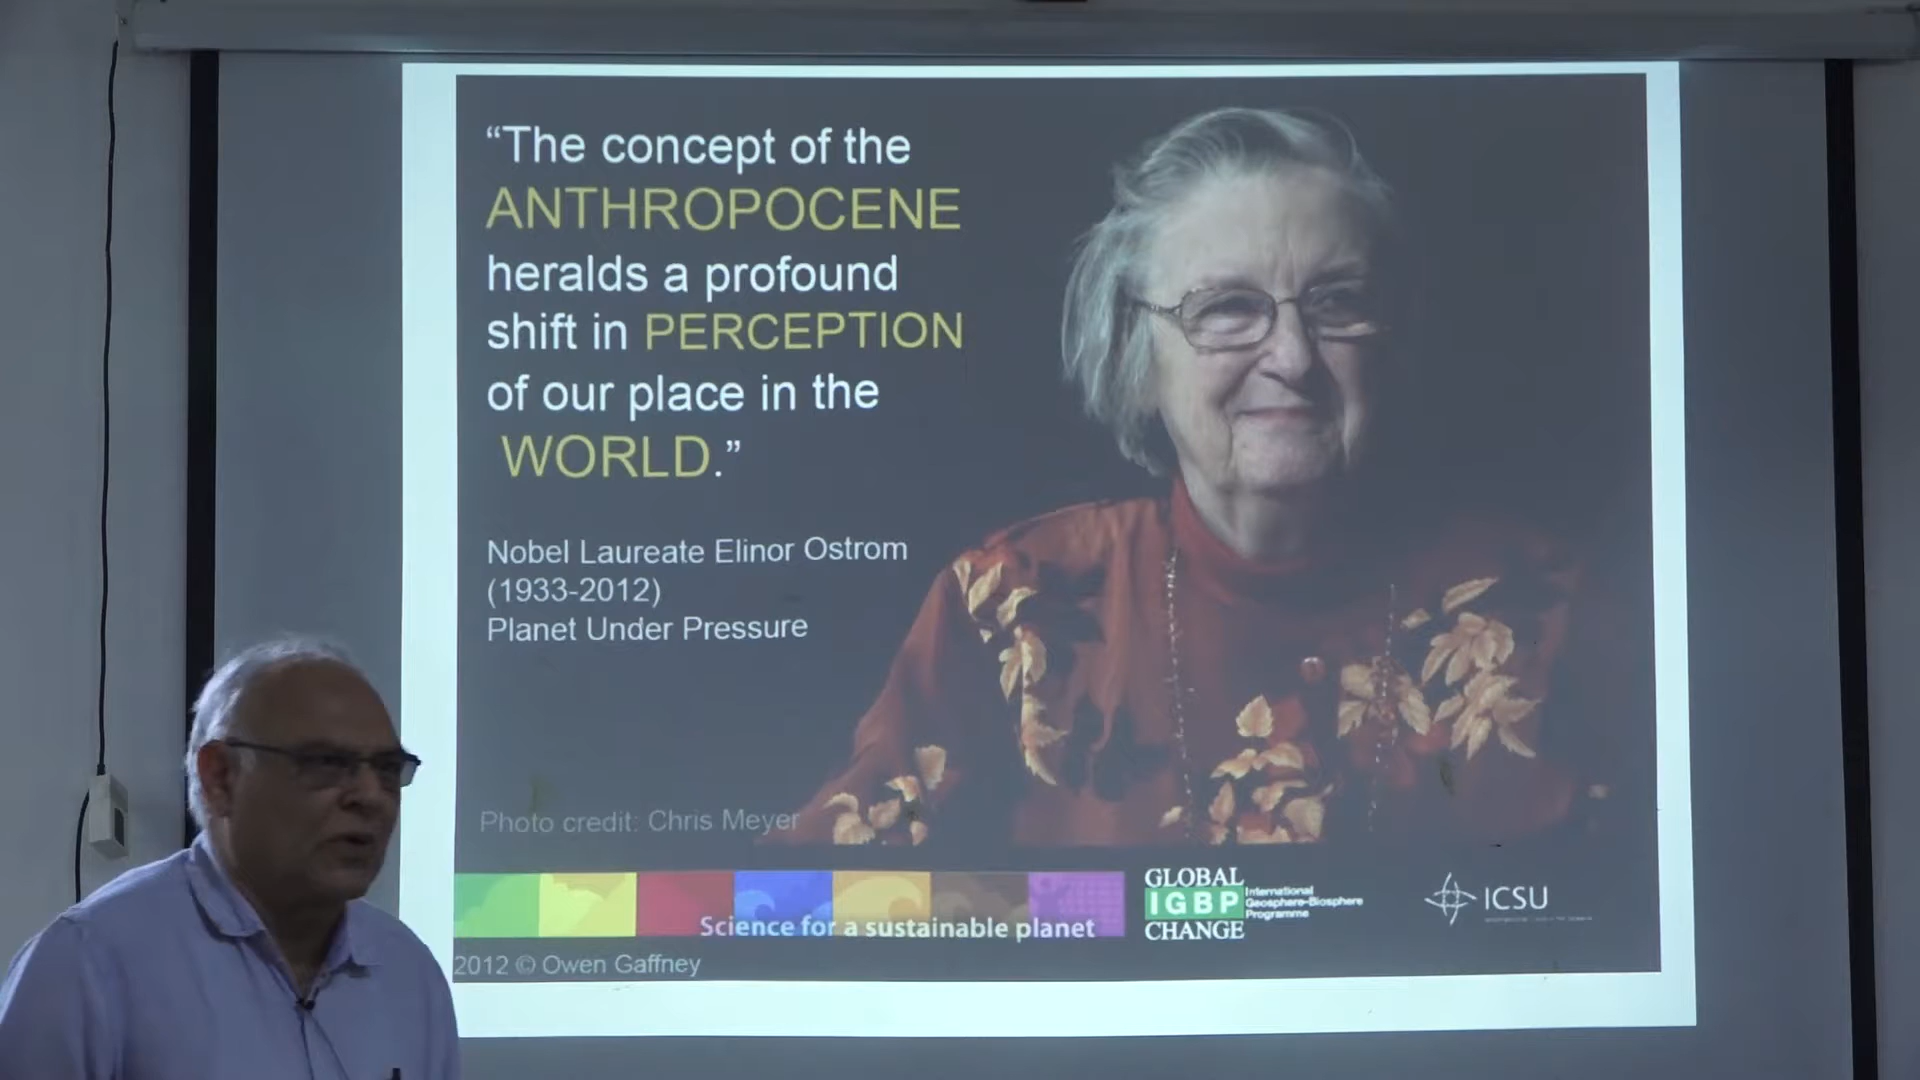 “The concept of the
ANTHROPOCENE
heralds a profound
shift in PERCEPTION
of our place in the
WORLD.”
Nobel Laureate Elinor Ostrom
(1933-2012)
Planet Under Pressure
Photo credit: Chris Meyer
Science for a sustainable planet
GLOBAL
IGBP
CHANGE
International
Geosphere-Biosphere
Programme
ICSU
2012 © Owen Gaffney